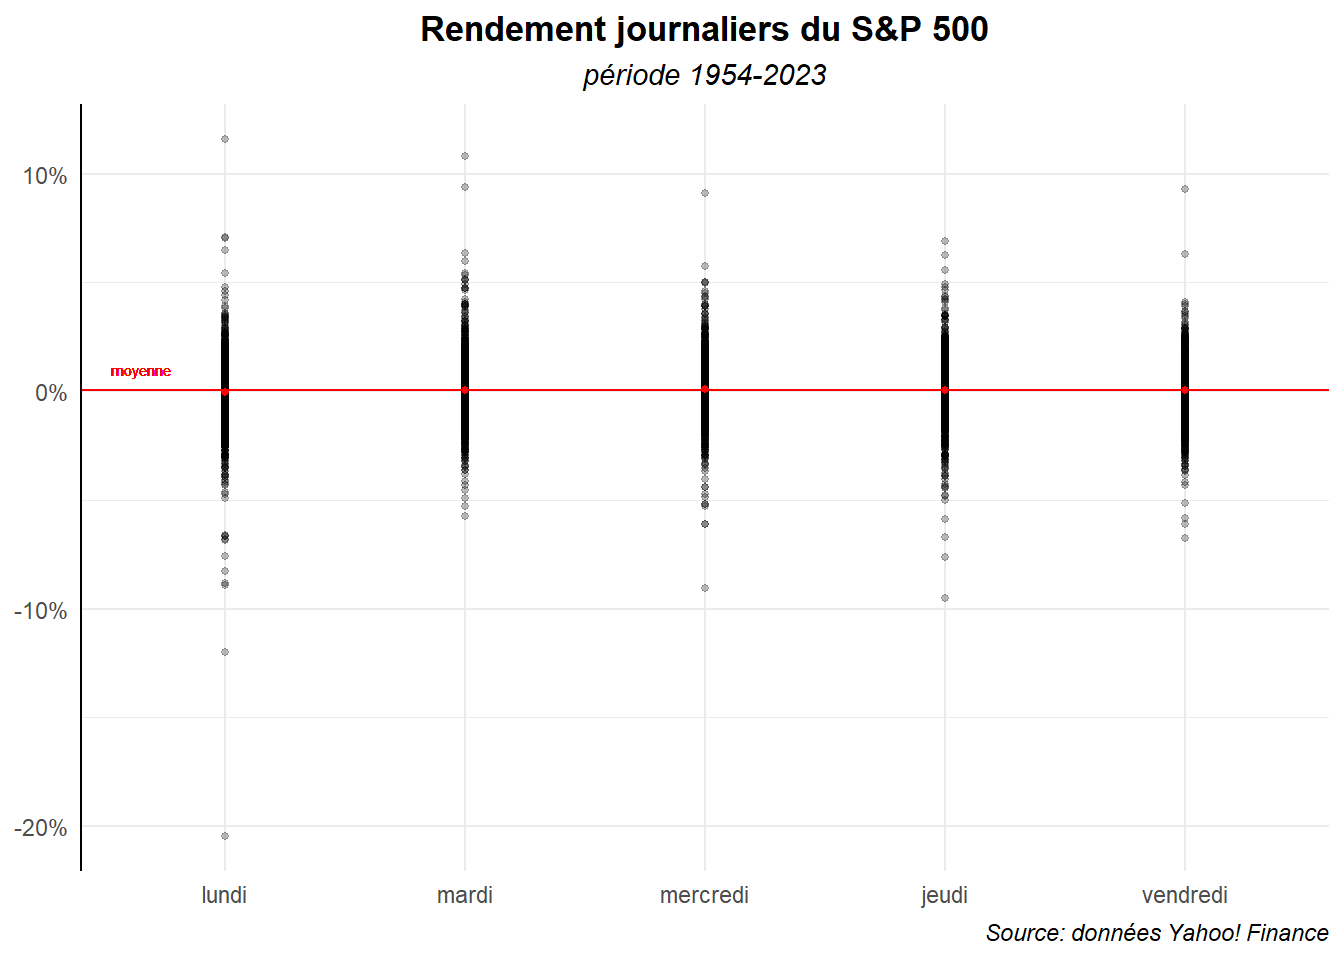 Rendement journaliers du S&P 500
période 1954-2023
10%
moyenne
0%
-10%
-20%
lundi mardi mercredi jeudi vendredi
Source: données Yahoo! Finance